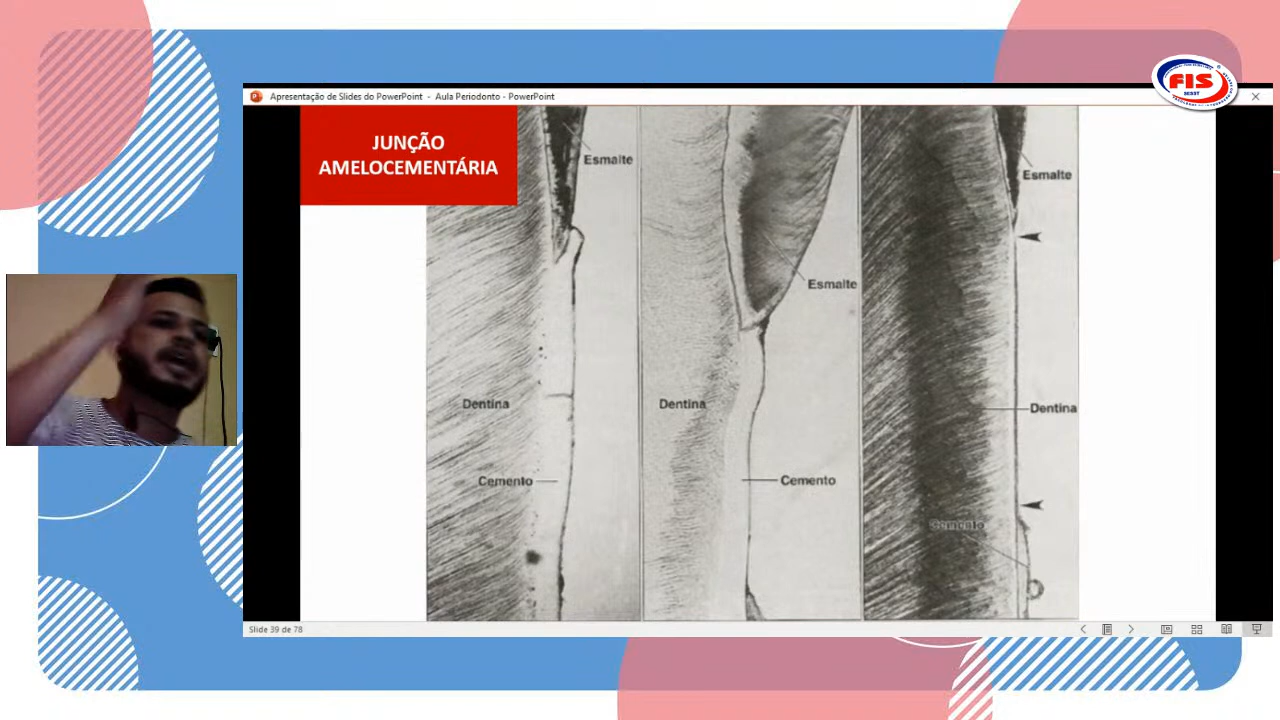 Apresentação de Slides do PowerPoint - Aula Periodonto - PowerPoint
FIS
SESST
JUNÇÃO
AMELOCEMENTÁRIA
Esmalte
Dentina
Cemento
Esmalte
Dentina
Cemento
Esmalte
Dentina
Cemento
Slide 39 de 78